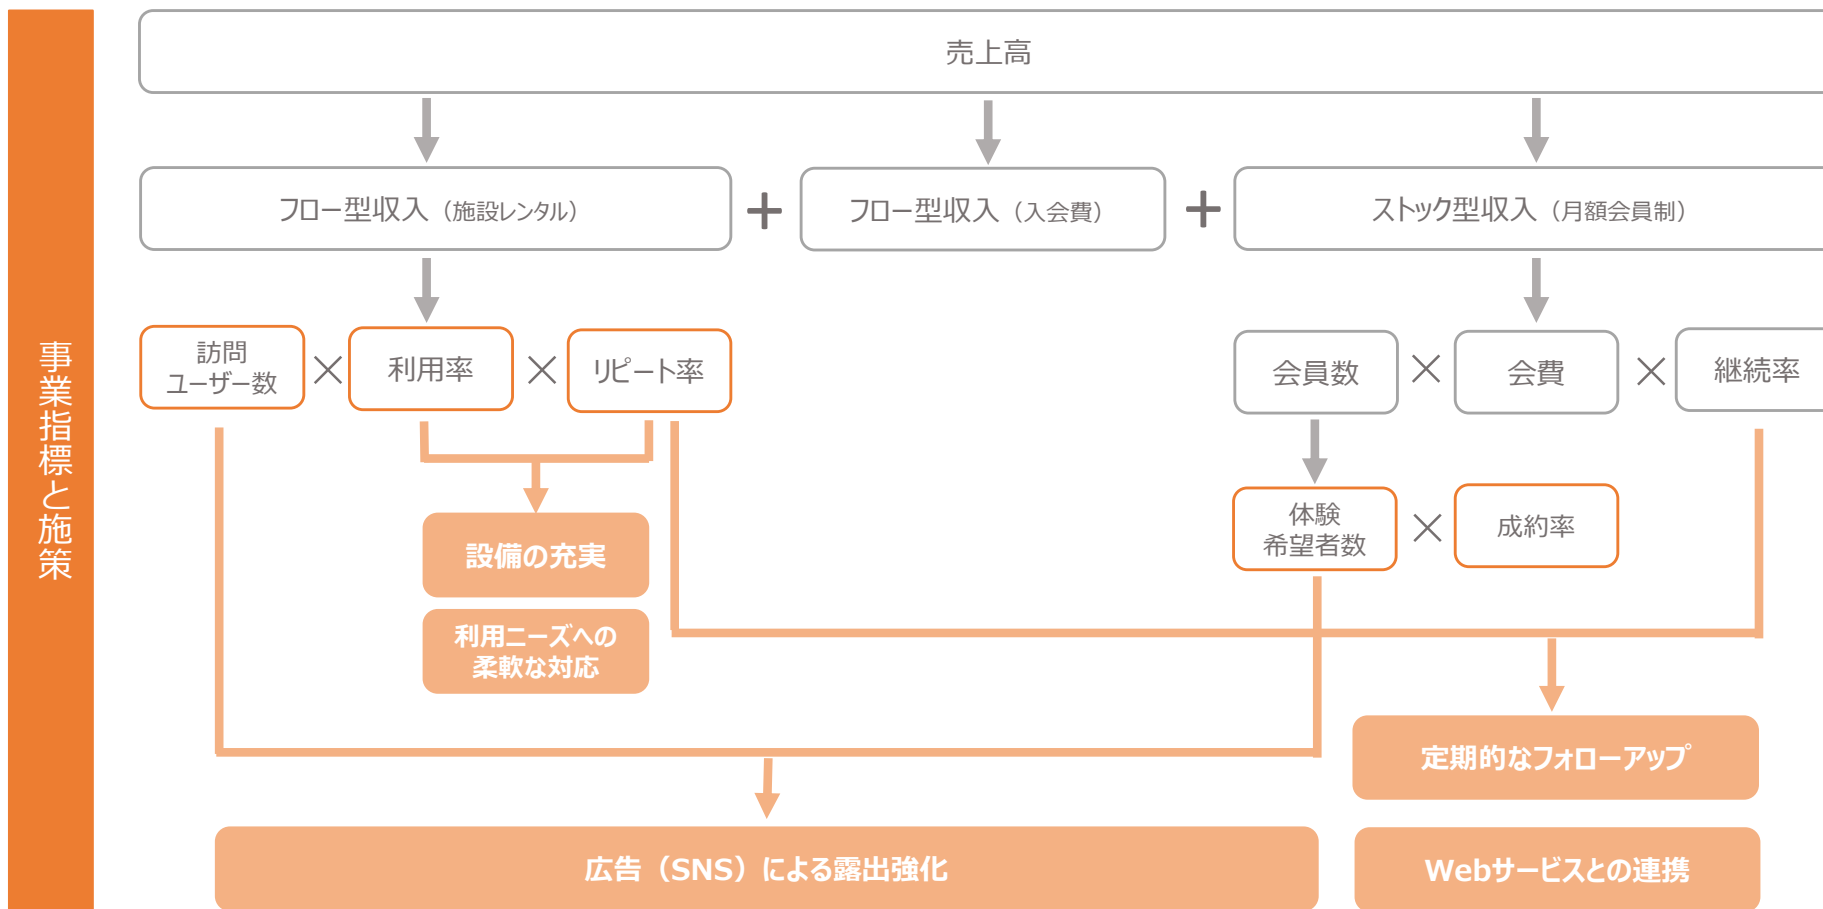 事業指標と施策
売上高
フロー型収入（施設レンタル）
+
フロー型収入（入会費）
+
ストック型収入（月額会員制）
訪問
ユーザー数
×
利用率
×
リピート率
会員数
×
会費
×
継続率
体験
希望者数
×
成約率
設備の充実
利用ニーズへの
柔軟な対応
定期的なフォローアップ
広告（SNS）による露出強化
Webサービスとの連携